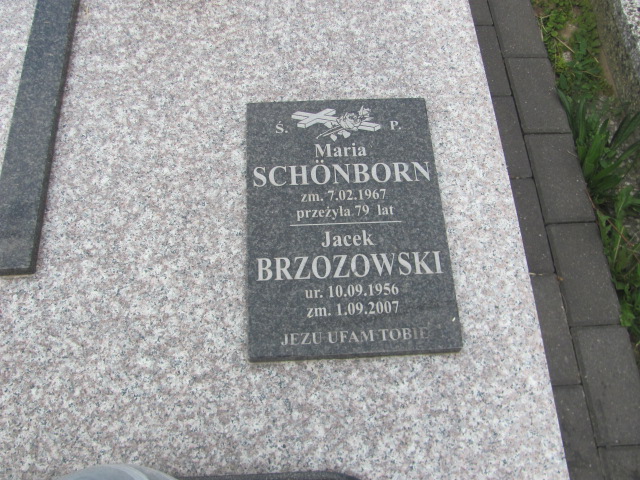 Ś. P.
Maria
SCHÖNBORN
zm. 7.02.1967
przeżyła 79 lat
Jacek
BRZOZOWSKI
ur. 10.09.1956
zm. 1.09.2007
JEZU UFAM TOBIE